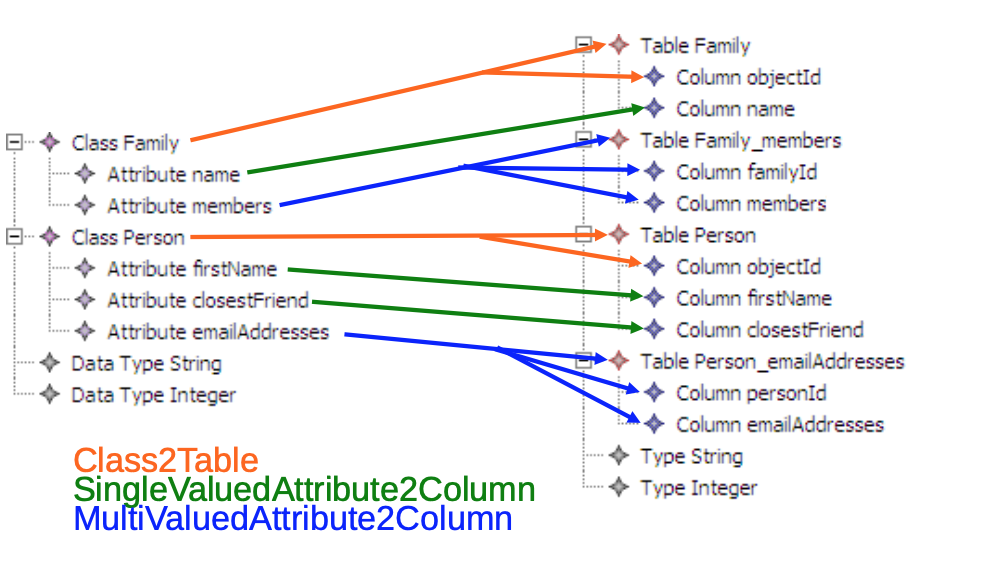 Class Family
Attribute name
Attribute members
Class Person
Attribute firstName
Attribute closestFriend
Attribute emailAddresses
Data Type String
Data Type Integer
Table Family
Column objectId
Column name
Table Family_members
Column familyId
Column members
Table Person
Column objectId
Column firstName
Column closestFriend
Table Person_emailAddresses
Column personId
Column emailAddresses
Type String
Type Integer
Class2Table
SingleValuedAttribute2Column
MultiValuedAttribute2Column